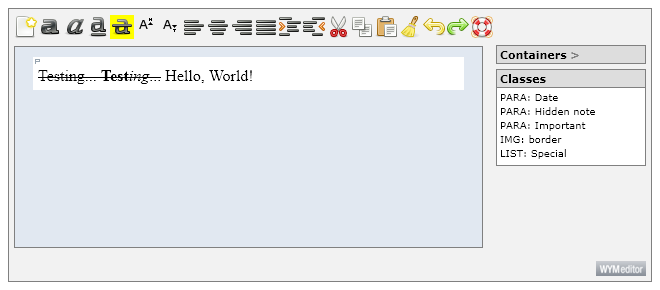 P
Testing... Testing... Hello, World!
Containers >
Classes
PARA: Date
PARA: Hidden note
PARA: Important
IMG: border
LIST: Special
WYMeditor